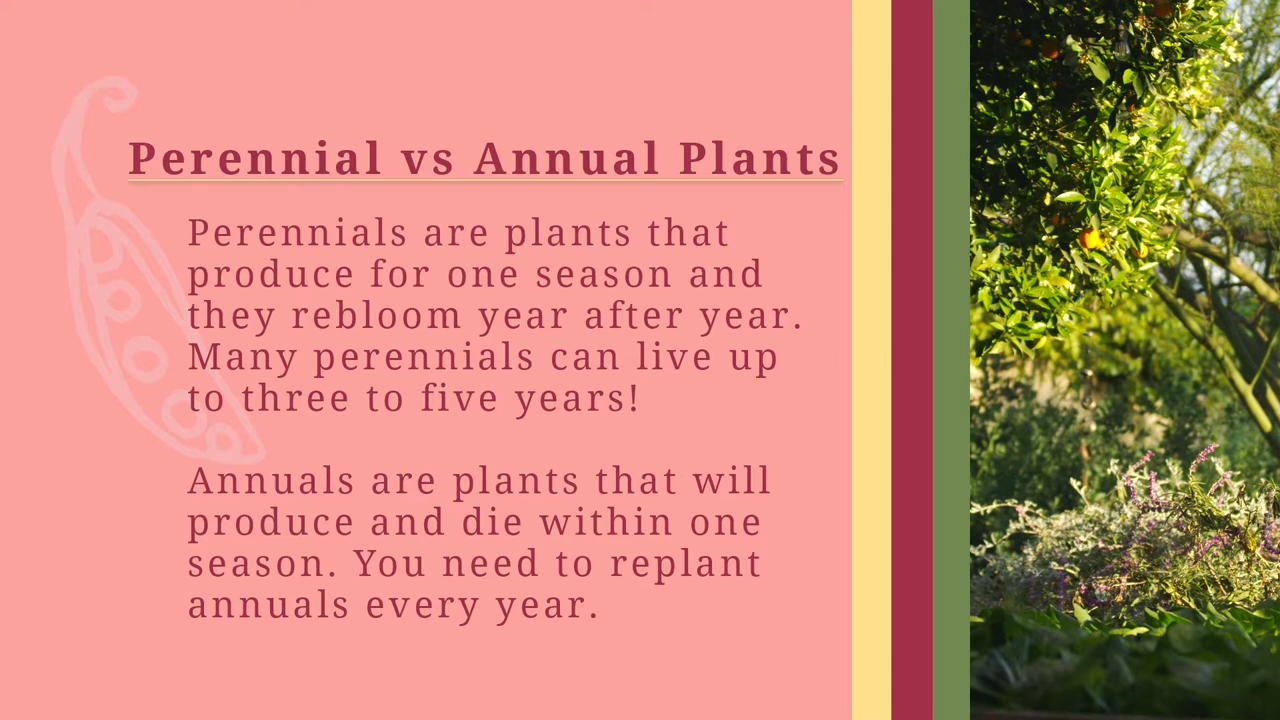 Perennial vs Annual Plants
Perennials are plants that
produce for one season and
they rebloom year after year.
Many perennials can live up
to three to five years!
Annuals are plants that will
produce and die within one
season. You need to replant
annuals every year.